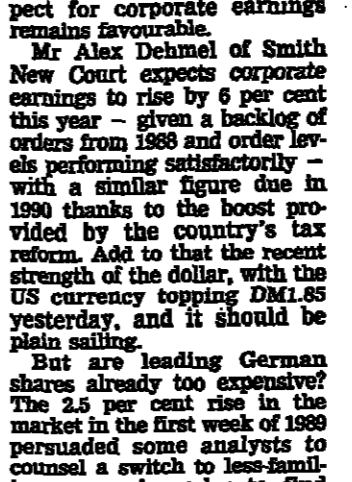 pect for corporate earnings
remains favourable.
Mr Alex Dehmel of Smith
New Court expects corporate
earnings to rise by 6 per cent
this year – given a backlog of
orders from 1988 and order lev-
els performing satisfactorily –
with a similar figure due in
1990 thanks to the boost pro-
vided by the country's tax
reform. Add to that the recent
strength of the dollar, with the
US currency topping DM1.85
yesterday, and it should be
plain sailing.
But are leading German
shares already too expensive?
The 2.5 per cent rise in the
market in the first week of 1989
persuaded some analysts to
counsel a switch to less-famil-